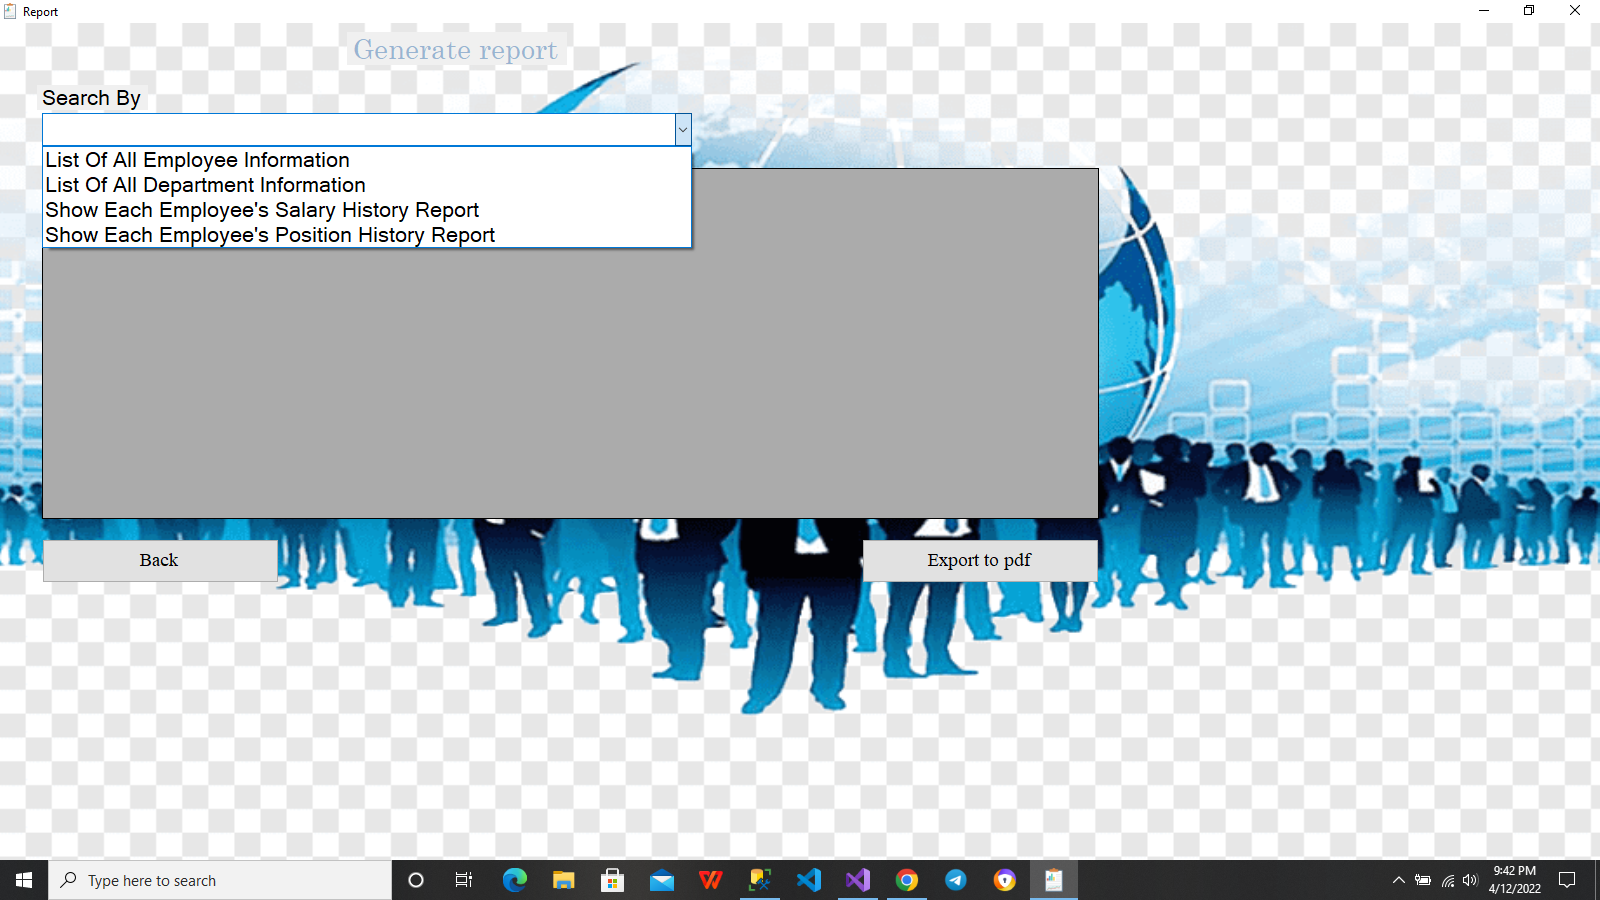 Report
Generate report
Search By
List Of All Employee Information
List Of All Department Information
Show Each Employee's Salary History Report
Show Each Employee's Position History Report
Back
Export to pdf
Type here to search
9:42 PM
4/12/2022